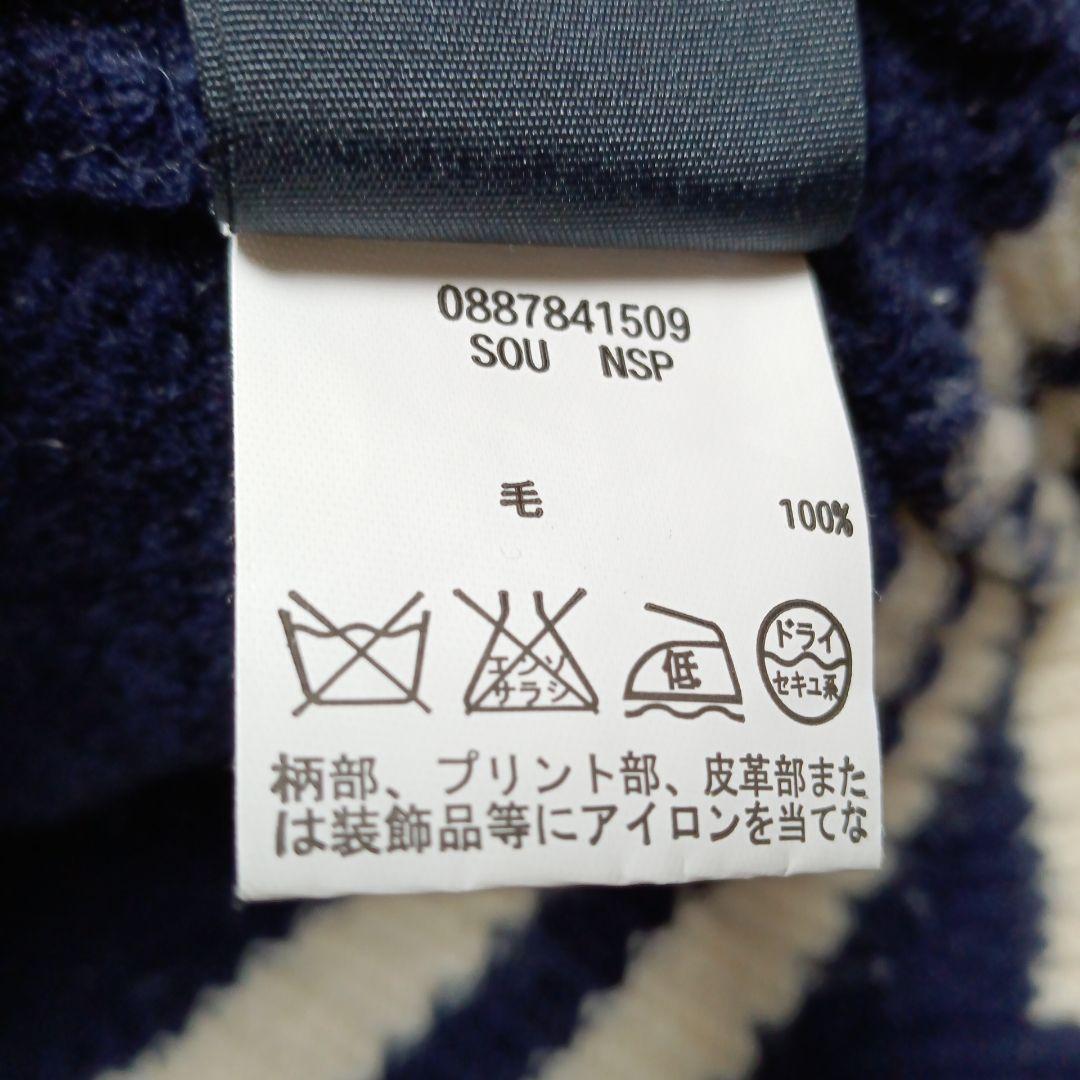 0887841509
SOU NSP
毛 100%
エンソ
サラシ
低
ドライ
セキユ系
柄部、プリント部、皮革部また
は装飾品等にアイロンを当てな